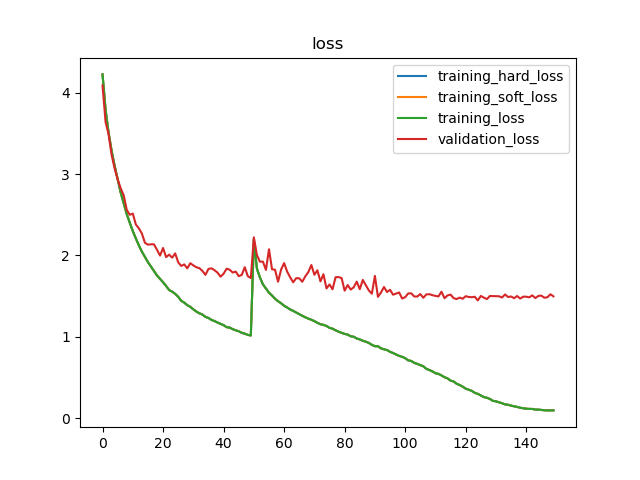 loss
training_hard_loss
training_soft_loss
training_loss
validation_loss
4
3
2
1
0
0 20 40 60 80 100 120 140